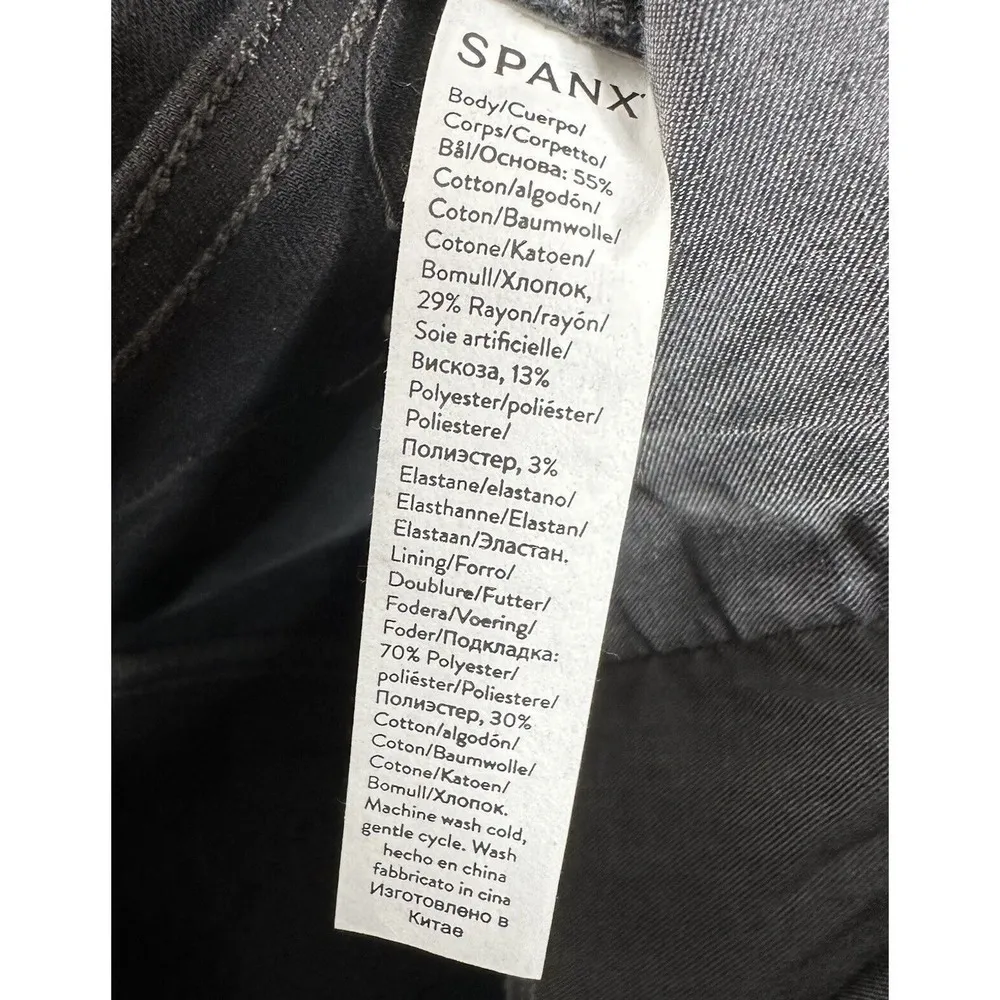 SPANX
Body/Cuerpo/
Corps/Corpetto/
Bål/Основа: 55%
Cotton/algodón/
Coton/Baumwolle/
Cotone/Katoen/
Bomull/Хлопок,
29% Rayon/rayón/
Soie artificielle/
Вискоза, 13%
Polyester/poliéster/
Poliestere/
Полиэстер, 3%
Elastane/elastano/
Elasthanne/Elastan/
Elastaan/Эластан.
Lining/Forro/
Doublure/Futter/
Fodera/Voering/
Foder/Подкладка:
70% Polyester/
poliéster/Poliestere/
Полиэстер, 30%
Cotton/algodón/
Coton/Baumwolle/
Cotone/Katoen/
Bomull/Хлопок.
Machine wash cold,
gentle cycle. Wash
hecho en china
fabbricato in cina
Изготовлено в
Китае